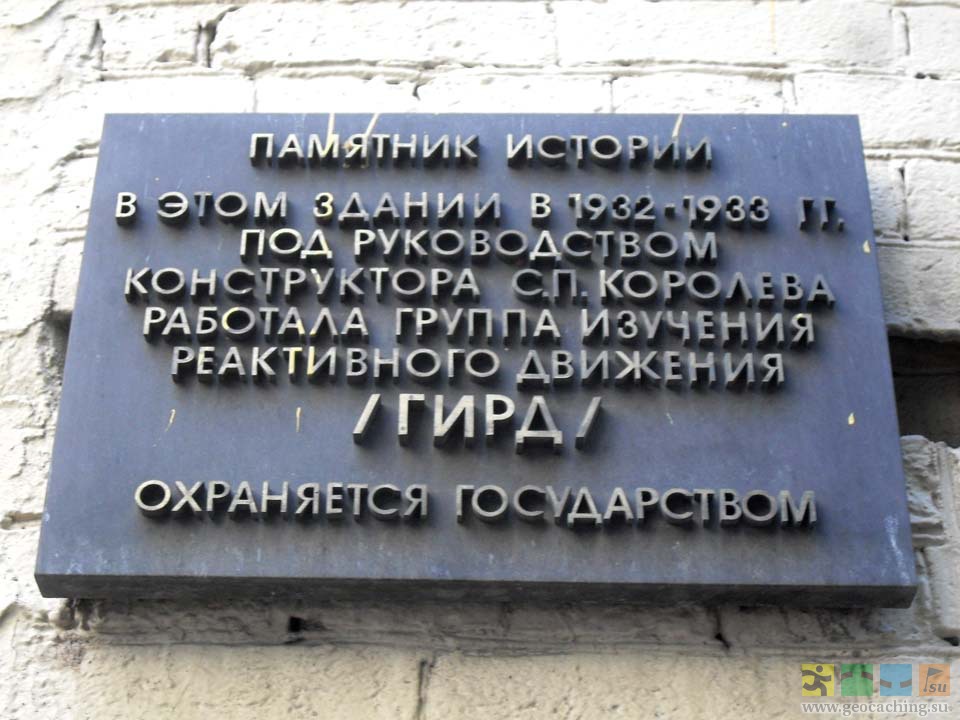 ПАМЯТНИК ИСТОРИИ
В ЭТОМ ЗДАНИИ В 1932-1933 ГГ.
ПОД РУКОВОДСТВОМ
КОНСТРУКТОРА С.П. КОРОЛЕВА
РАБОТАЛА ГРУППА ИЗУЧЕНИЯ
РЕАКТИВНОГО ДВИЖЕНИЯ
/ГИРД/
ОХРАНЯЕТСЯ ГОСУДАРСТВОМ
.su
www.geocaching.su